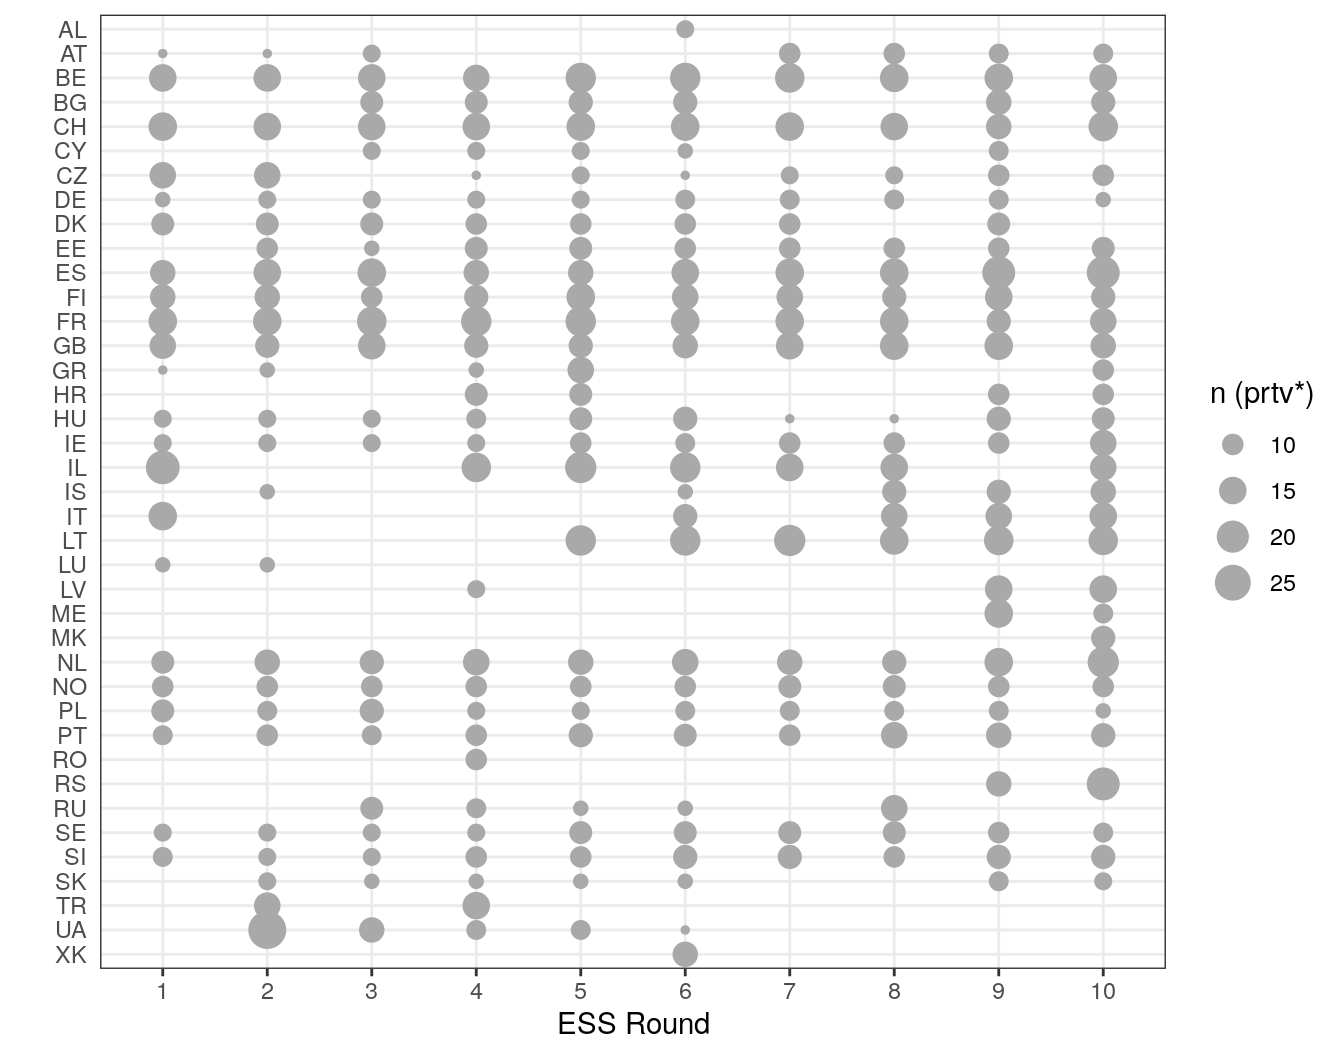 AL
AT
BE
BG
CH
CY
CZ
DE
DK
EE
ES
FI
FR
GB
GR
HR
HU
IE
IL
IS
IT
LT
LU
LV
ME
MK
NL
NO
PL
PT
RO
RS
RU
SE
SI
SK
TR
UA
XK
1 2 3 4 5 6 7 8 9 10
ESS Round
n (prtv*)
10
15
20
25